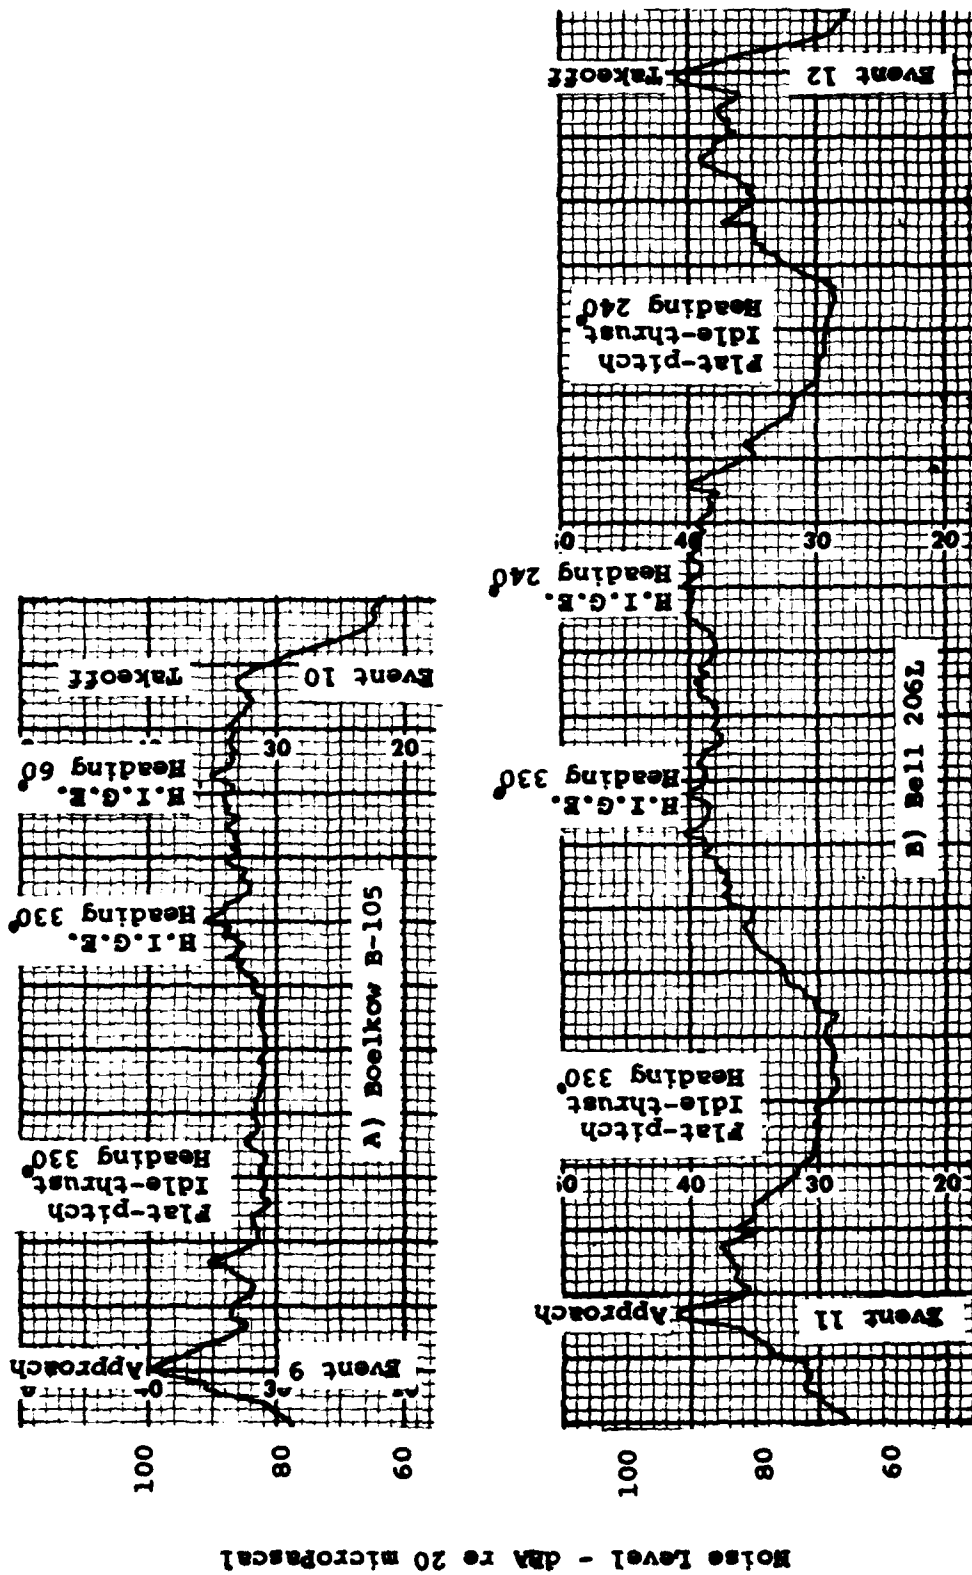 Noise Level - dBA re 20 microPascal
100
80
60
Approach
Event 9
Flat-pitch
Idle-thrust
Heading 330°
H.I.G.E.
Heading 330°
H.I.G.E.
Heading 60°
Takeoff
Event 10
30
20
A) Boelkow B-105
100
80
60
Approach
Event 11
40
30
20
Flat-pitch
Idle-thrust
Heading 330°
H.I.G.E.
Heading 330°
H.I.G.E.
Heading 240°
40
30
20
Flat-pitch
Idle-thrust
Heading 240°
Takeoff
Event 12
B) Bell 206L